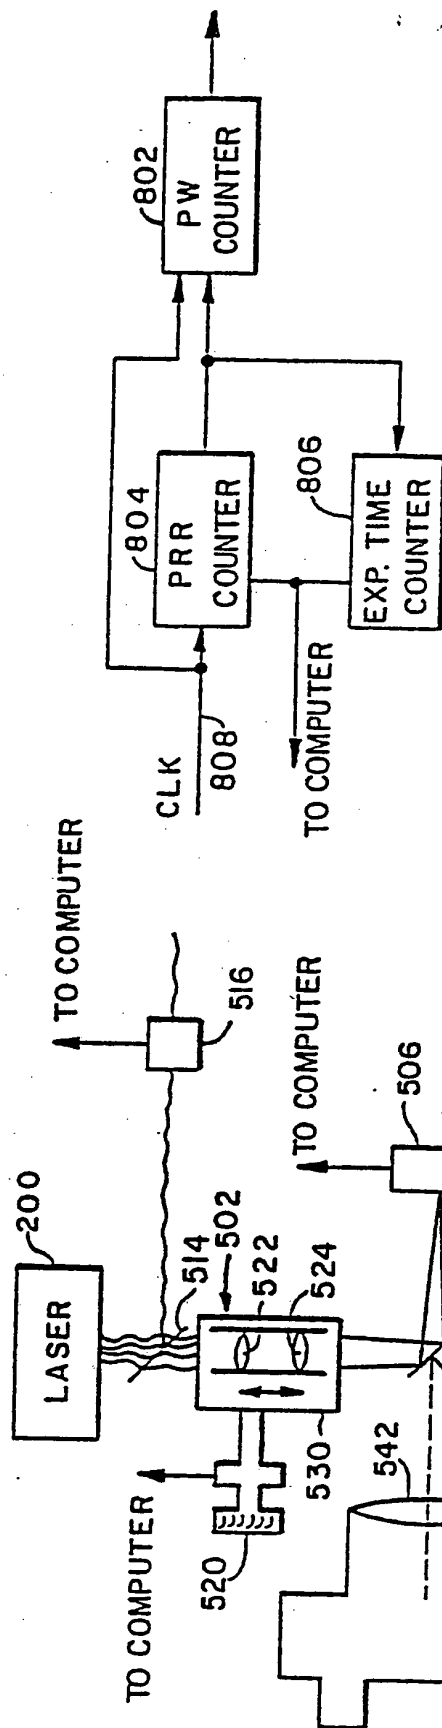 TO COMPUTER
200
LASER
514
516
502
522
524
TO COMPUTER
520
530
TO COMPUTER
506
542
802
PW
COUNTER
804
PRR
COUNTER
806
EXP. TIME
COUNTER
CLK
808
TO COMPUTER